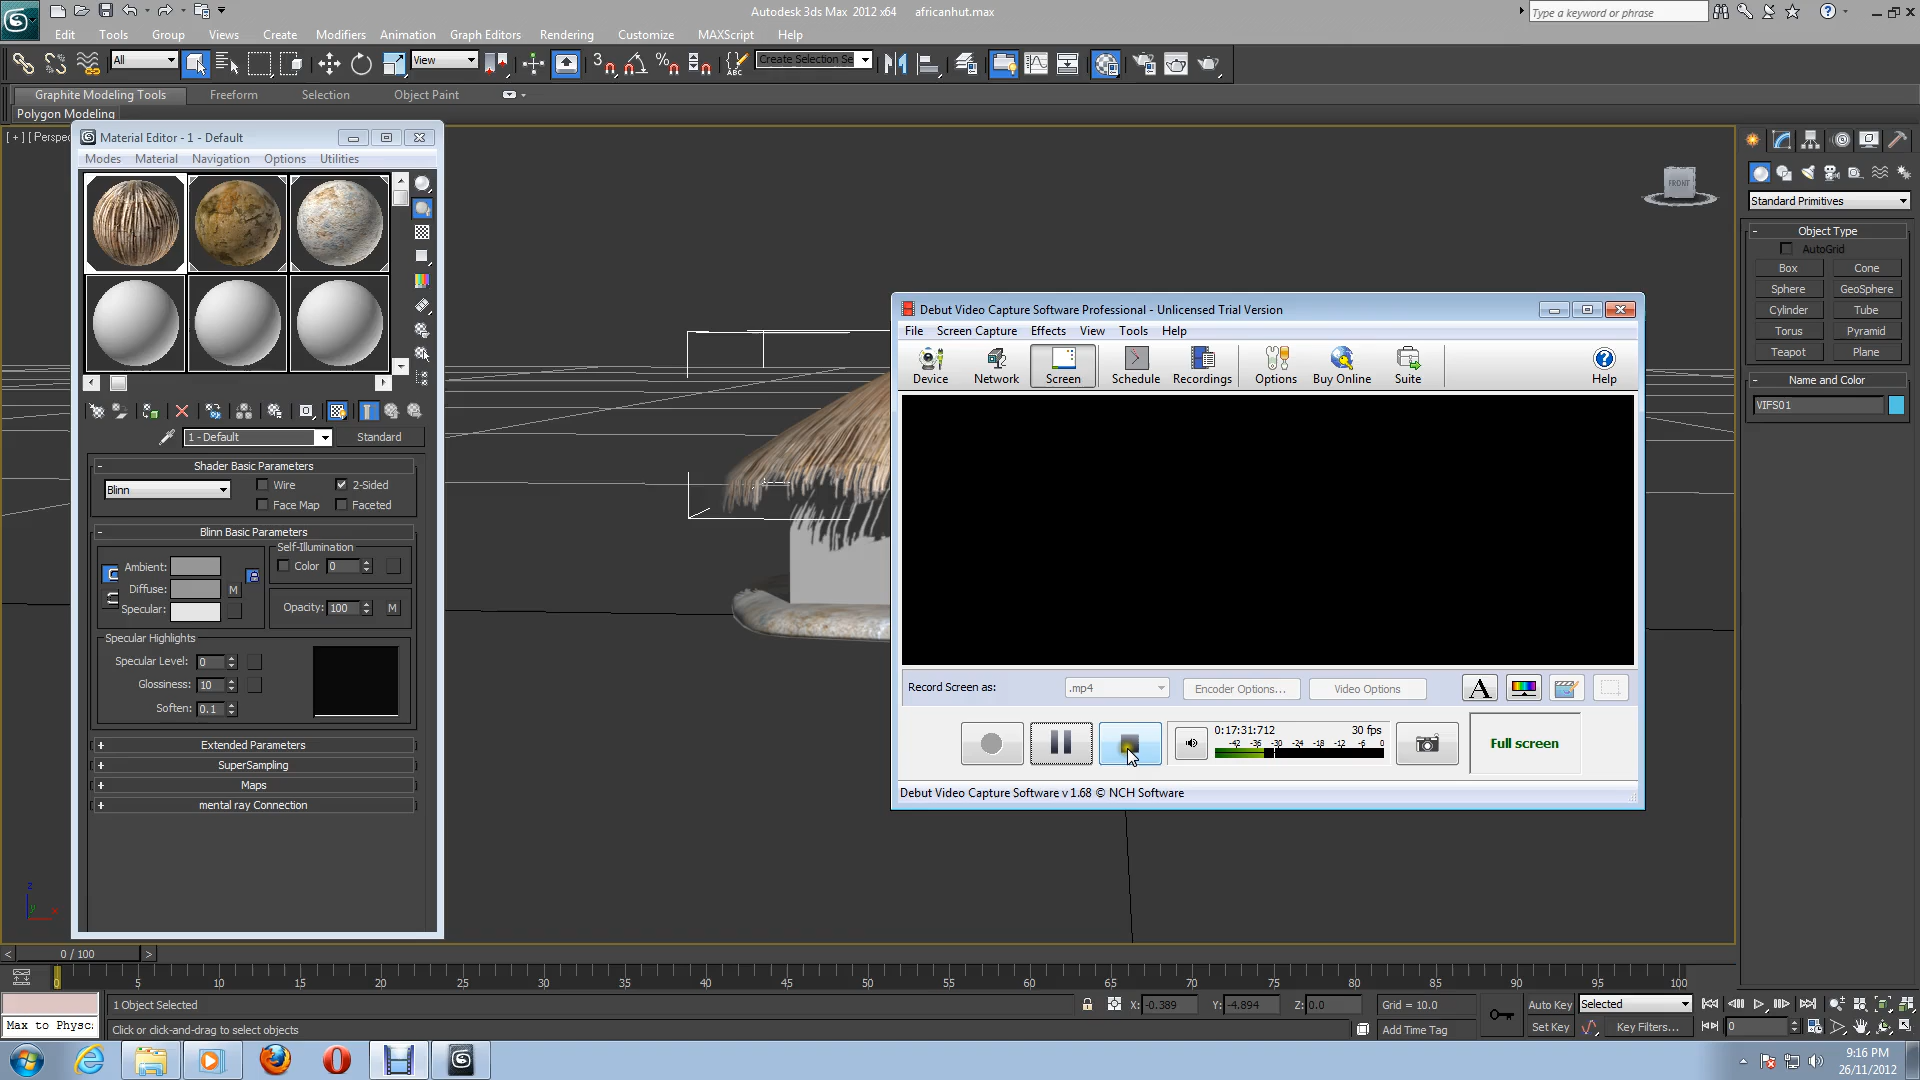 Autodesk 3ds Max 2012 x64 africanhut.max
Type a keyword or phrase
Edit Tools Group Views Create Modifiers Animation Graph Editors Rendering Customize MAXScript Help
All View Create Selection Se
Graphite Modeling Tools Freeform Selection Object Paint
Polygon Modeling
[ + ] [ Perspec
Material Editor - 1 - Default
Modes Material Navigation Options Utilities
1 - Default Standard
Shader Basic Parameters
Blinn Wire 2-Sided
Face Map Faceted
Blinn Basic Parameters
Self-Illumination
Ambient: Color 0
Diffuse: M
Specular: Opacity: 100 M
Specular Highlights
Specular Level: 0
Glossiness: 10
Soften: 0.1
Extended Parameters
SuperSampling
Maps
mental ray Connection
FRONT
Debut Video Capture Software Professional - Unlicensed Trial Version
File Screen Capture Effects View Tools Help
Device Network Screen Schedule Recordings Options Buy Online Suite Help
Record Screen as: .mp4 Encoder Options... Video Options A
0:17:31:712 30 fps
-42 -36 -30 -24 -18 -12 -6 0
Full screen
Debut Video Capture Software v 1.68 © NCH Software
Standard Primitives
Object Type
AutoGrid
Box Cone
Sphere GeoSphere
Cylinder Tube
Torus Pyramid
Teapot Plane
Name and Color
VIFS01
z
y x
< 0 / 100 >
0 5 10 15 20 25 30 35 40 45 50 55 60 65 70 75 80 85 90 95 100
1 Object Selected X: -0.389 Y: -4.894 Z: 0.0 Grid = 10.0 Auto Key Selected
Max to Physc: Click or click-and-drag to select objects Add Time Tag Set Key Key Filters... 0
9:16 PM
26/11/2012